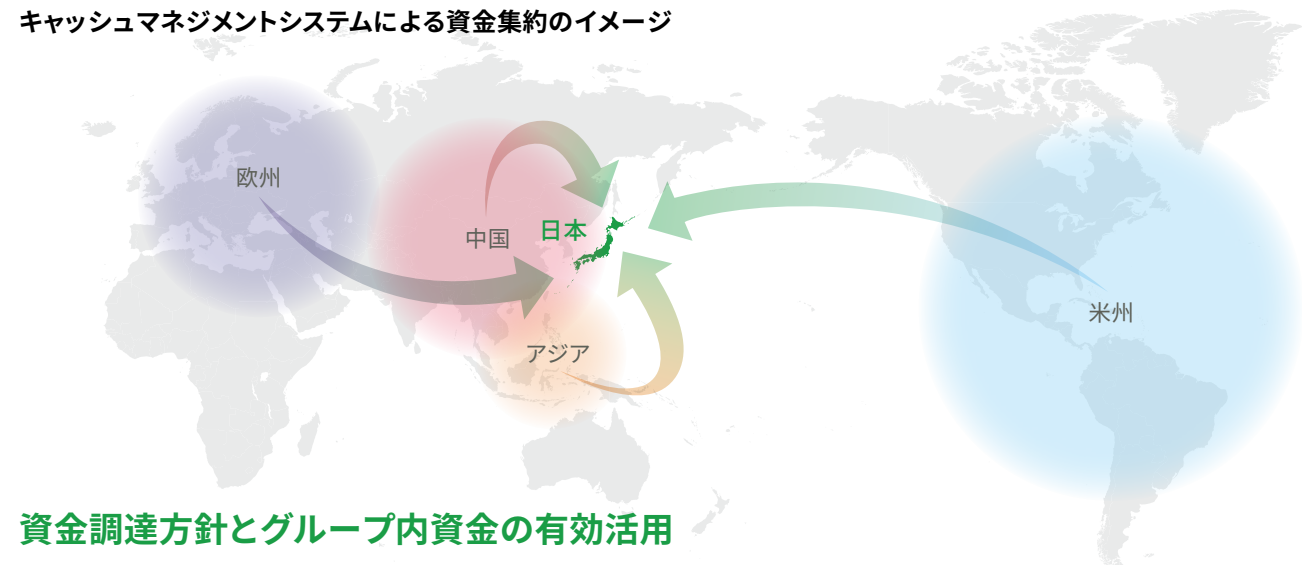 キャッシュマネジメントシステムによる資金集約のイメージ
欧州
中国
日本
米州
アジア
資金調達方針とグループ内資金の有効活用